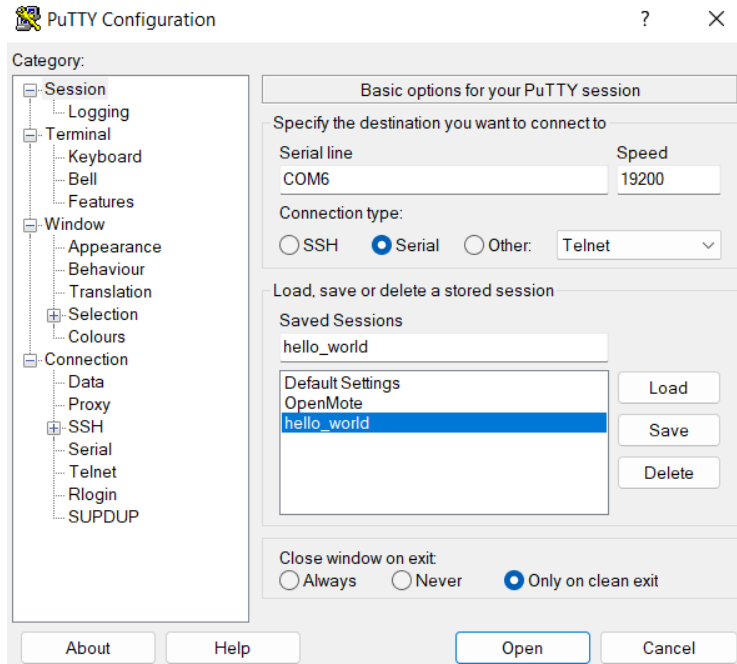 PuTTY Configuration ?
Category:
Session
Logging
Terminal
Keyboard
Bell
Features
Window
Appearance
Behaviour
Translation
Selection
Colours
Connection
Data
Proxy
SSH
Serial
Telnet
Rlogin
SUPDUP
Basic options for your PuTTY session
Specify the destination you want to connect to
Serial line Speed
COM6 19200
Connection type:
SSH Serial Other: Telnet
Load, save or delete a stored session
Saved Sessions
hello_world
Default Settings
OpenMote
hello_world
Load
Save
Delete
Close window on exit:
Always Never Only on clean exit
About Help Open Cancel